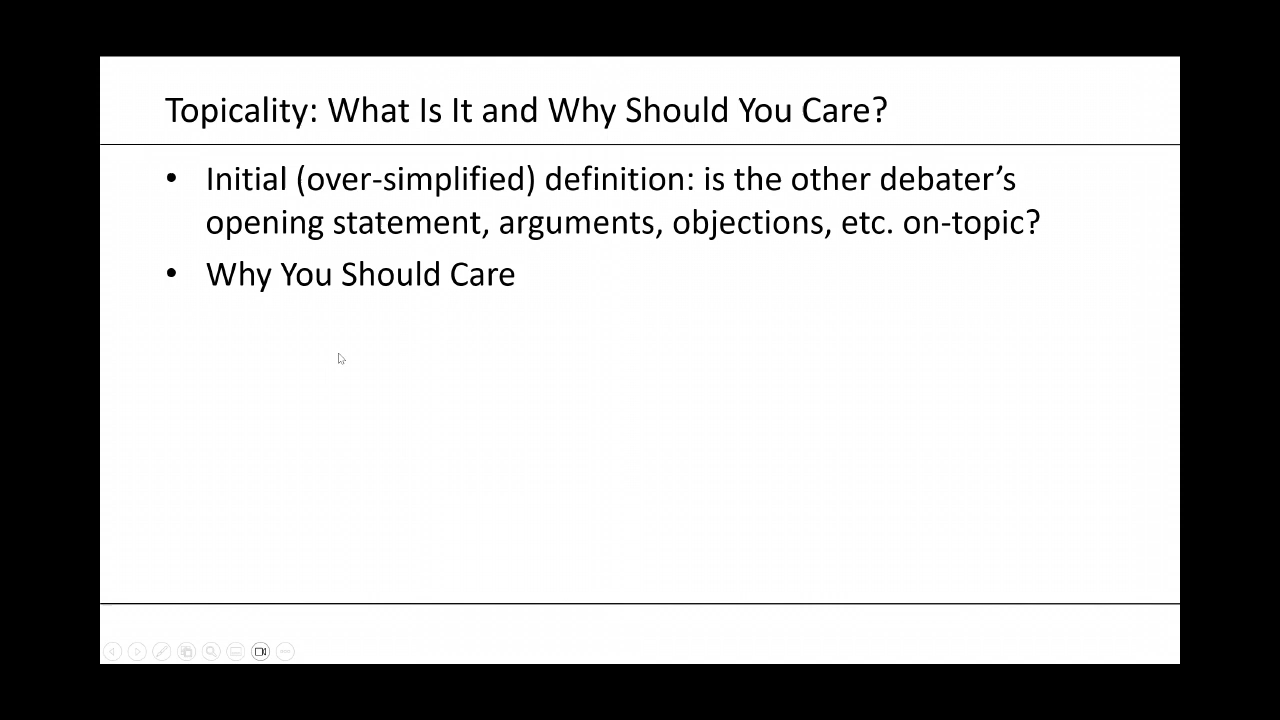 Topicality: What Is It and Why Should You Care?
• Initial (over-simplified) definition: is the other debater’s
opening statement, arguments, objections, etc. on-topic?
• Why You Should Care